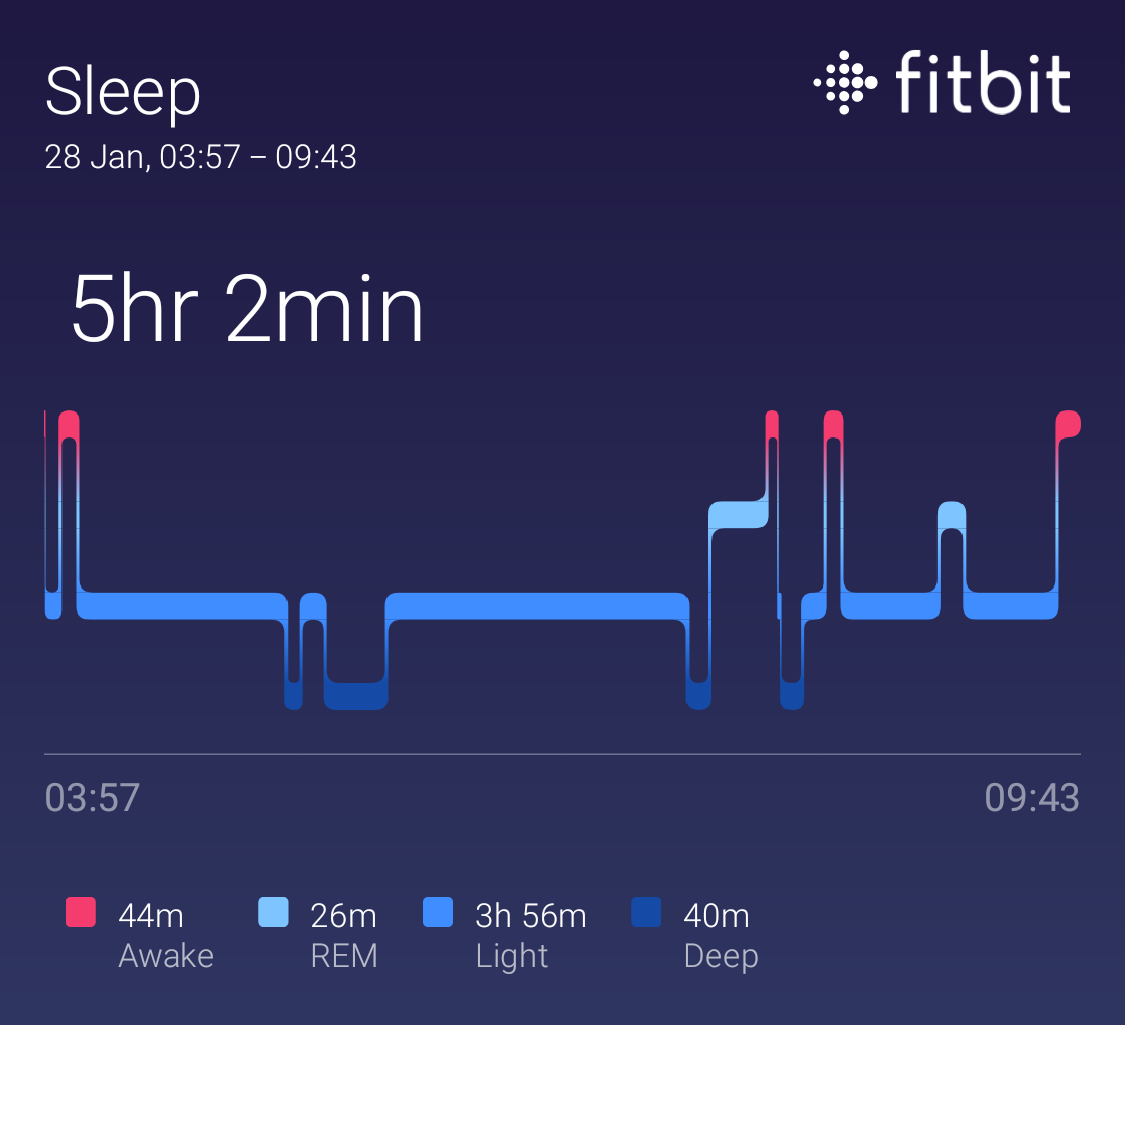 Sleep
fitbit
28 Jan, 03:57 – 09:43
5hr 2min
03:57 09:43
44m 26m 3h 56m 40m
Awake REM Light Deep